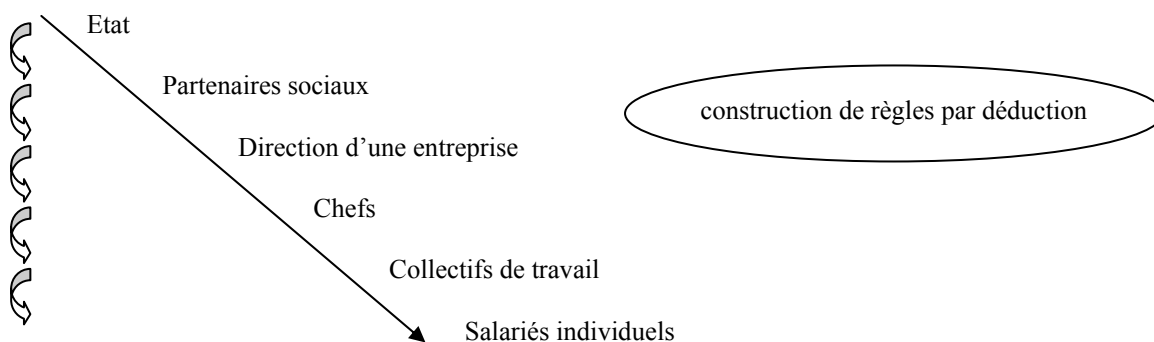 Etat
Partenaires sociaux
construction de règles par déduction
Direction d’une entreprise
Chefs
Collectifs de travail
Salariés individuels